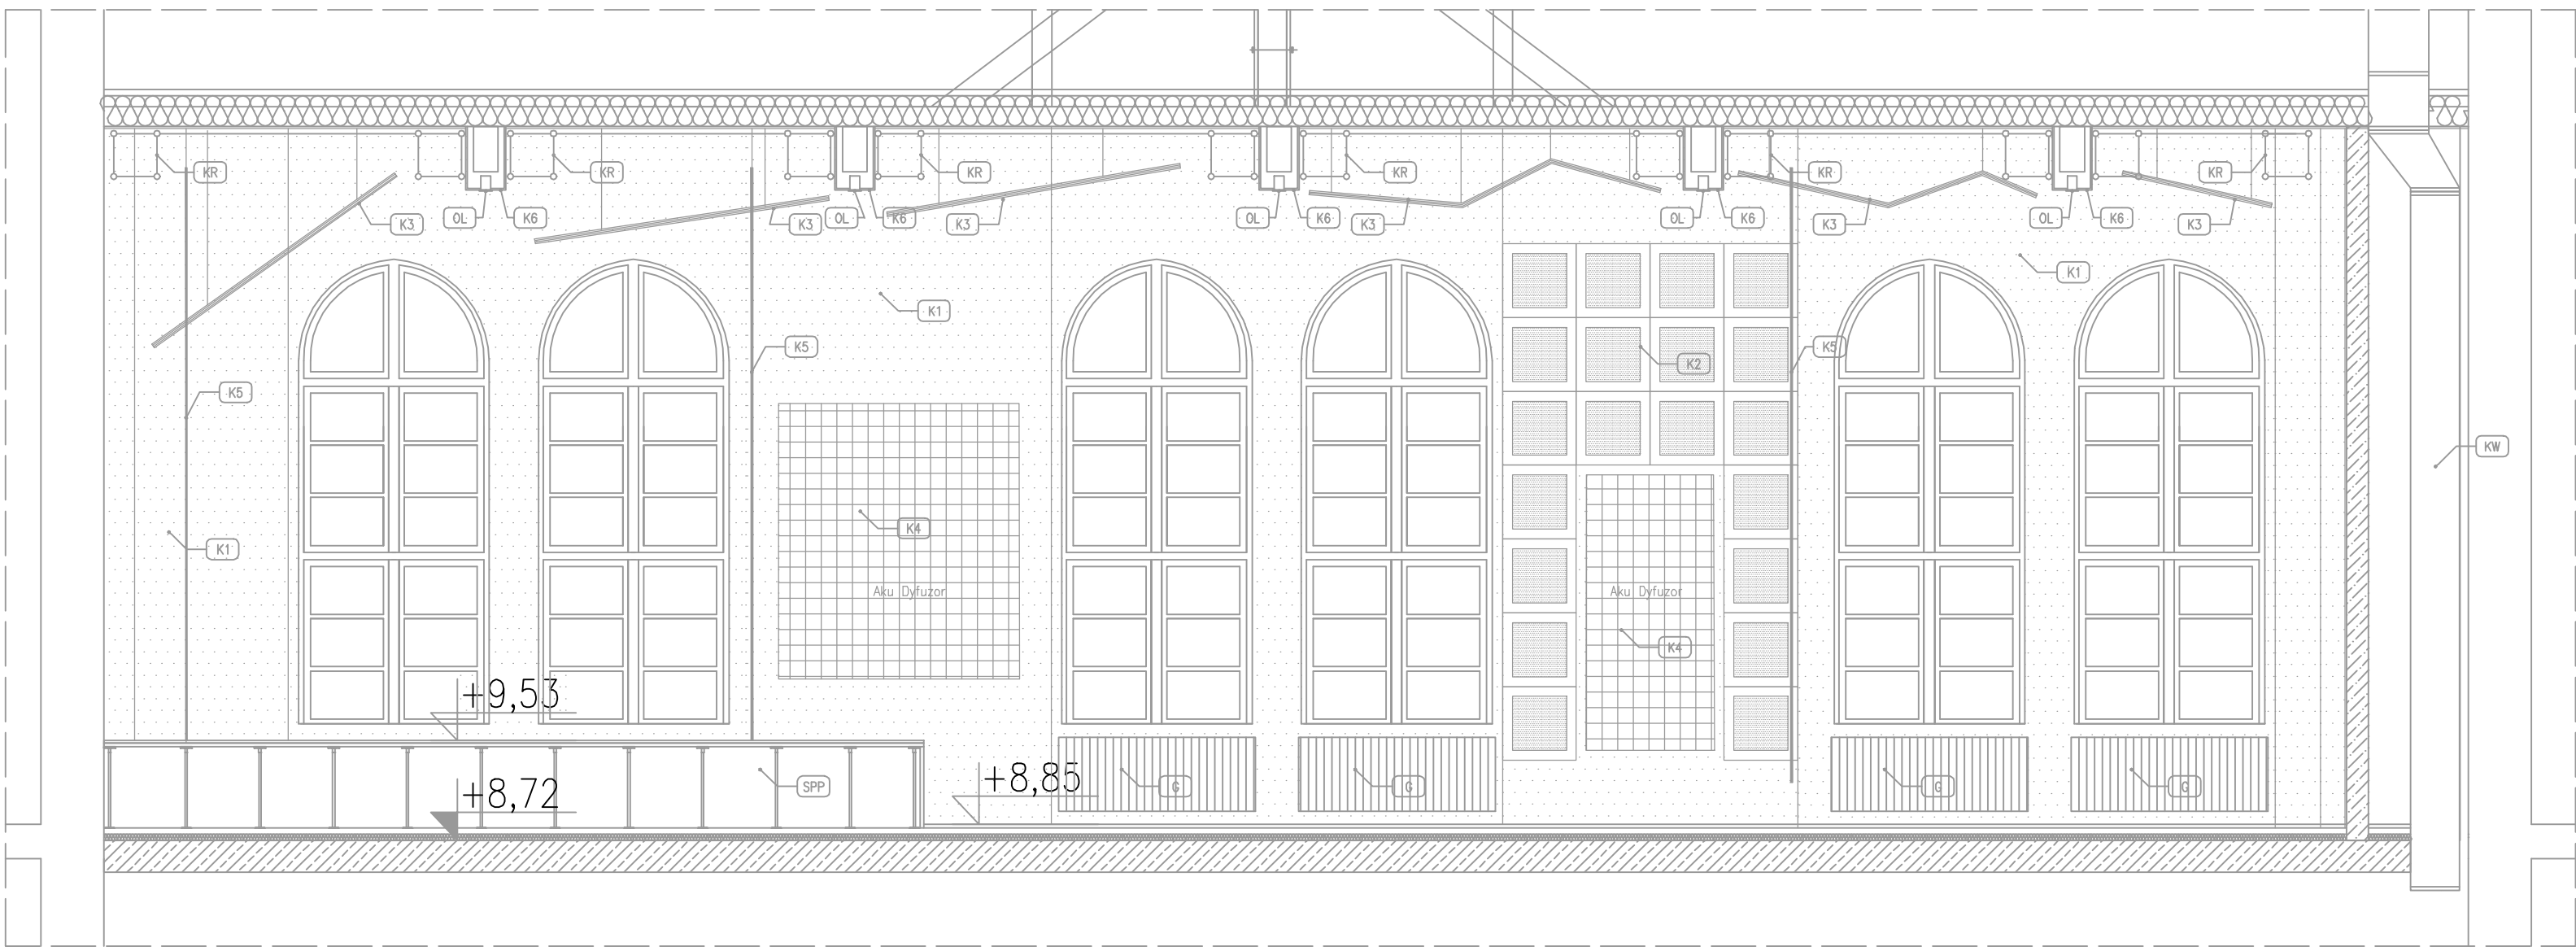 KR KR KR KR KR KR
K3 OL K6 K3 OL K6 K3 OL K6 K3 OL K6 K3 OL K6 K3
K1
K1
K5 K5
K2
K5
KW
K4
K1
Aku Dyfuzor Aku Dyfuzor
K4
+9,53
+8,85
SPP G G G G
+8,72